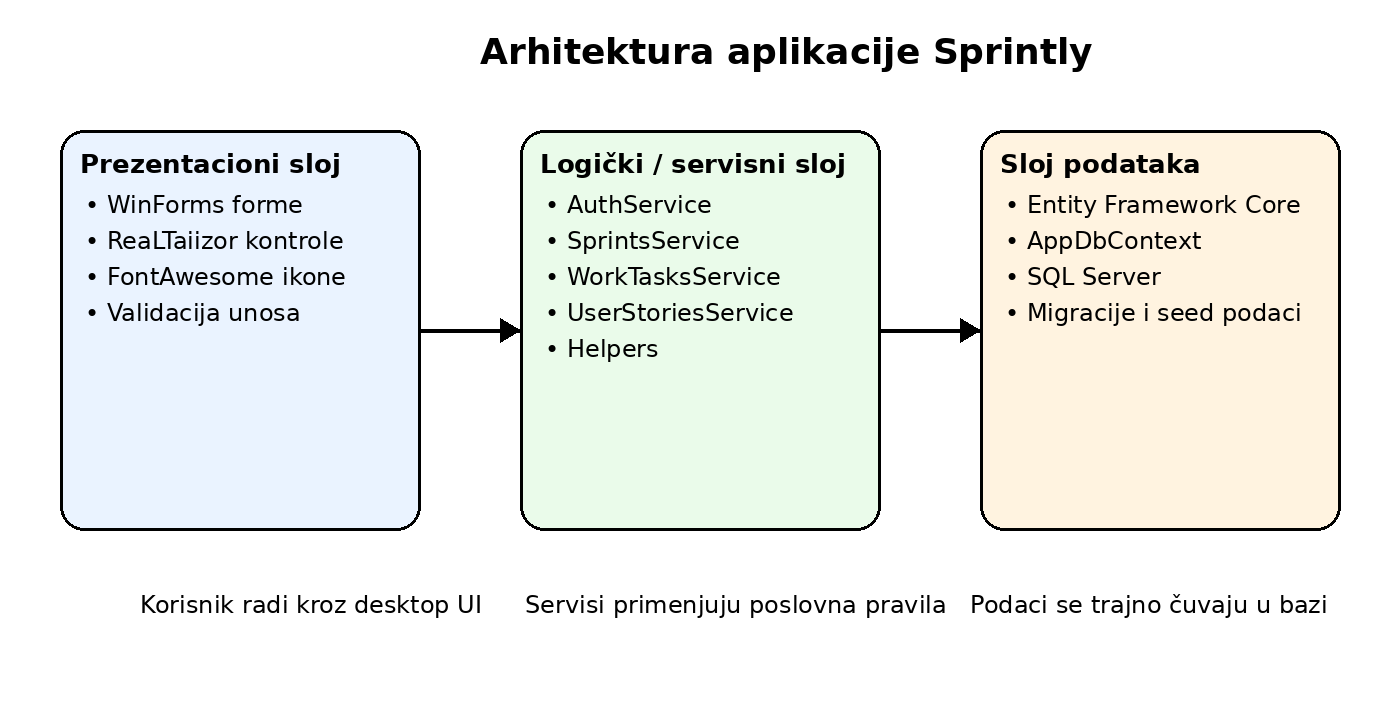 Arhitektura aplikacije Sprintly
Prezentacioni sloj
• WinForms forme
• ReaLTaiizor kontrole
• FontAwesome ikone
• Validacija unosa
Logički / servisni sloj
• AuthService
• SprintsService
• WorkTasksService
• UserStoriesService
• Helpers
Sloj podataka
• Entity Framework Core
• AppDbContext
• SQL Server
• Migracije i seed podaci
Korisnik radi kroz desktop UI
Servisi primenjuju poslovna pravila
Podaci se trajno čuvaju u bazi